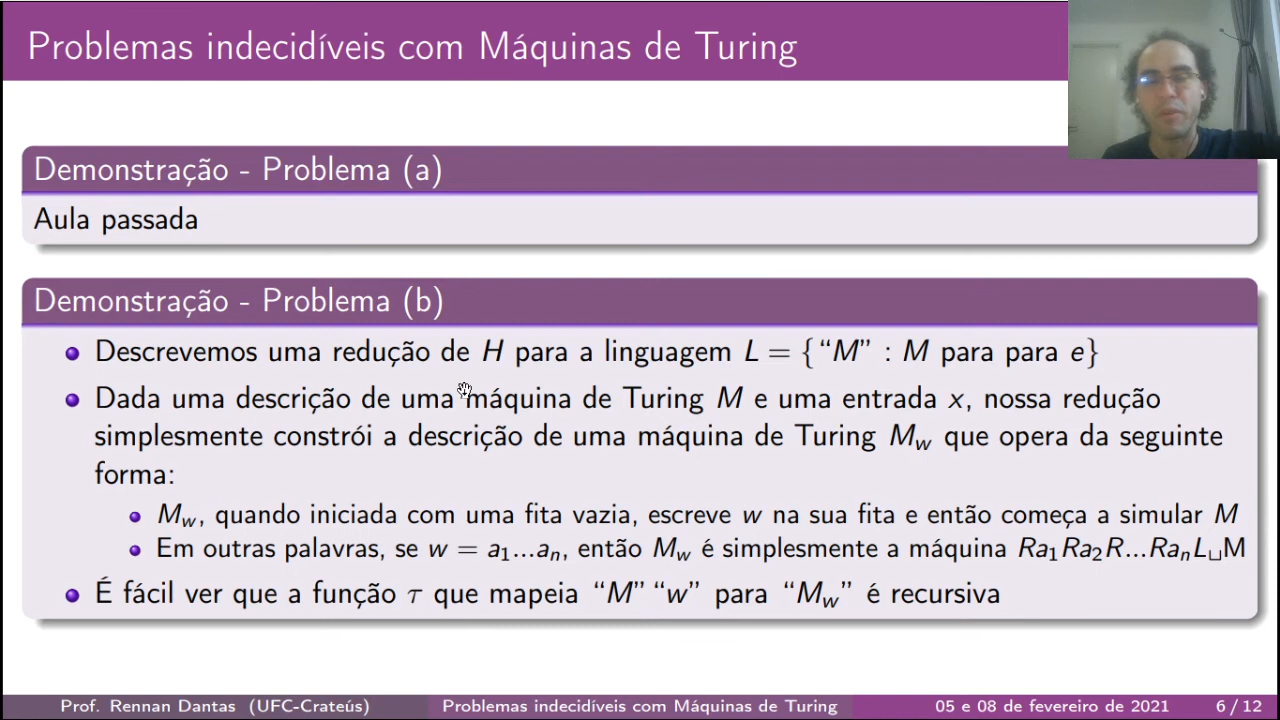 Problemas indecidíveis com Máquinas de Turing
Demonstração - Problema (a)
Aula passada
Demonstração - Problema (b)
Descrevemos uma redução de H para a linguagem L = {“M” : M para para e}
Dada uma descrição de uma máquina de Turing M e uma entrada x, nossa redução
simplesmente constrói a descrição de uma máquina de Turing M_w que opera da seguinte
forma:
M_w, quando iniciada com uma fita vazia, escreve w na sua fita e então começa a simular M
Em outras palavras, se w = a_1...a_n, então M_w é simplesmente a máquina Ra_1Ra_2R...Ra_nL_⊔M
É fácil ver que a função τ que mapeia “M” “w” para “M_w” é recursiva
Prof. Rennan Dantas (UFC-Crateús) Problemas indecidíveis com Máquinas de Turing 05 e 08 de fevereiro de 2021 6 / 12